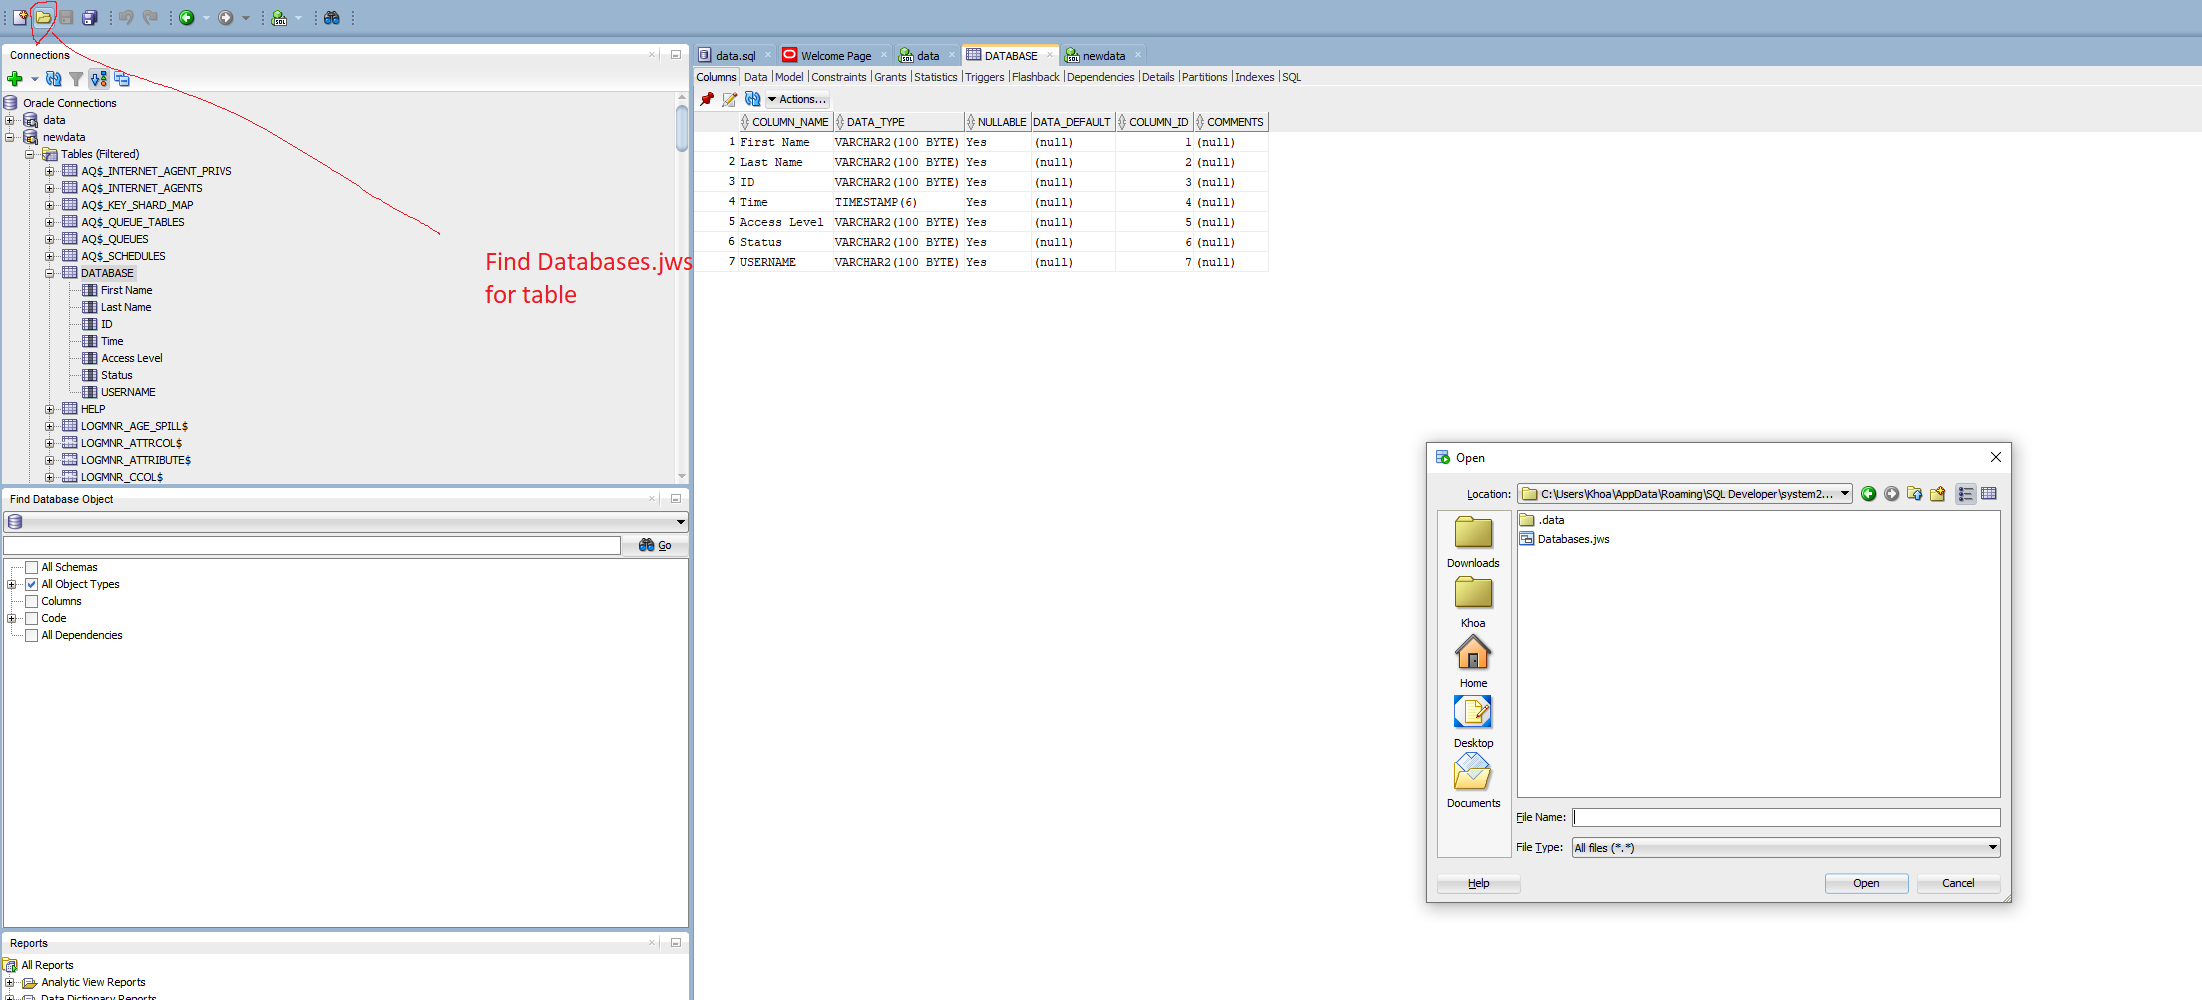 SQL
Connections
Oracle Connections
data
newdata
Tables (Filtered)
AQ$_INTERNET_AGENT_PRIVS
AQ$_INTERNET_AGENTS
AQ$_KEY_SHARD_MAP
AQ$_QUEUE_TABLES
AQ$_QUEUES
AQ$_SCHEDULES
DATABASE
First Name
Last Name
ID
Time
Access Level
Status
USERNAME
HELP
LOGMNR_AGE_SPILL$
LOGMNR_ATTRCOL$
LOGMNR_ATTRIBUTE$
LOGMNR_CCOL$
Find Databases.jws
for table
Find Database Object
Go
All Schemas
All Object Types
Columns
Code
All Dependencies
Reports
All Reports
Analytic View Reports
Data Dictionary Reports
data.sql Welcome Page data DATABASE newdata
Columns Data Model Constraints Grants Statistics Triggers Flashback Dependencies Details Partitions Indexes SQL
Actions...
COLUMN_NAME DATA_TYPE NULLABLE DATA_DEFAULT COLUMN_ID COMMENTS
1 First Name VARCHAR2(100 BYTE) Yes (null) 1 (null)
2 Last Name VARCHAR2(100 BYTE) Yes (null) 2 (null)
3 ID VARCHAR2(100 BYTE) Yes (null) 3 (null)
4 Time TIMESTAMP(6) Yes (null) 4 (null)
5 Access Level VARCHAR2(100 BYTE) Yes (null) 5 (null)
6 Status VARCHAR2(100 BYTE) Yes (null) 6 (null)
7 USERNAME VARCHAR2(100 BYTE) Yes (null) 7 (null)
Open
Location: C:\Users\Khoa\AppData\Roaming\SQL Developer\system2...
.data
Databases.jws
Downloads
Khoa
Home
Desktop
Documents
File Name:
File Type: All files (*.*)
Help Open Cancel